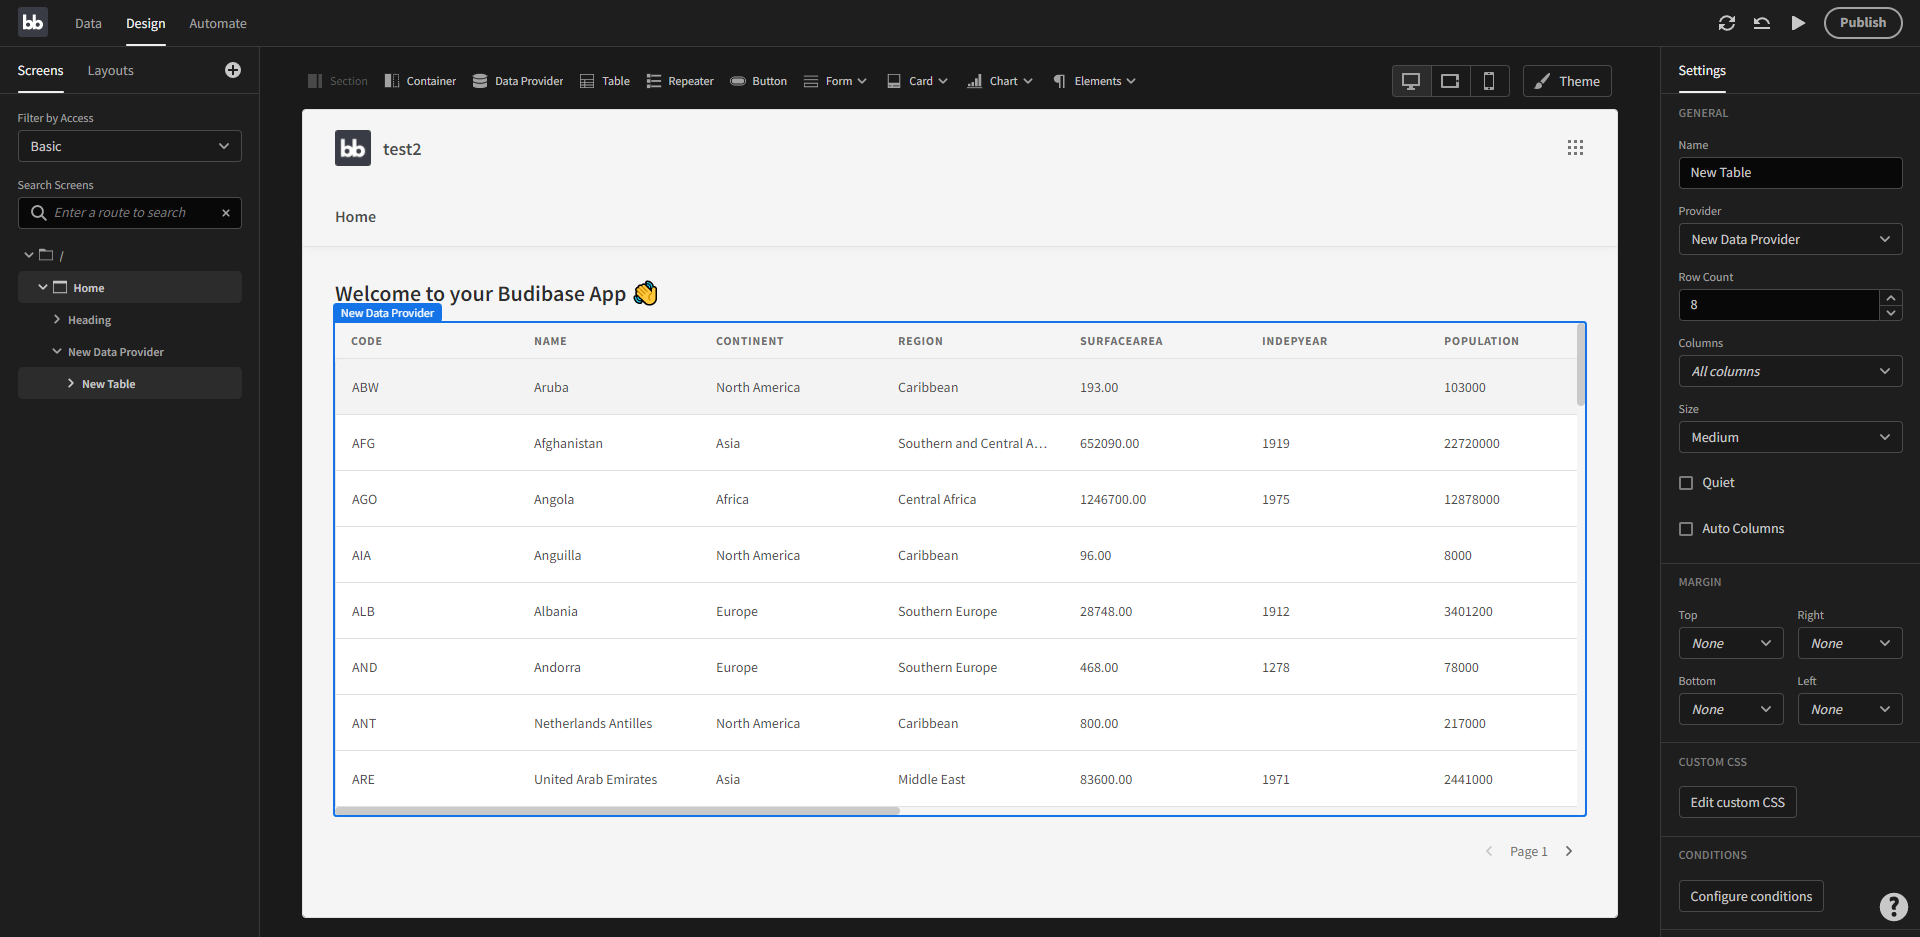 bb Data Design Automate Publish
Screens Layouts
Filter by Access
Basic
Search Screens
Enter a route to search
/
Home
Heading
New Data Provider
New Table
Section Container Data Provider Table Repeater Button Form Card Chart Elements Theme
bb test2
Home
Welcome to your Budibase App 👋
New Data Provider
CODE NAME CONTINENT REGION SURFACEAREA INDEPYEAR POPULATION
ABW Aruba North America Caribbean 193.00 103000
AFG Afghanistan Asia Southern and Central A... 652090.00 1919 22720000
AGO Angola Africa Central Africa 1246700.00 1975 12878000
AIA Anguilla North America Caribbean 96.00 8000
ALB Albania Europe Southern Europe 28748.00 1912 3401200
AND Andorra Europe Southern Europe 468.00 1278 78000
ANT Netherlands Antilles North America Caribbean 800.00 217000
ARE United Arab Emirates Asia Middle East 83600.00 1971 2441000
Page 1
Settings
GENERAL
Name
New Table
Provider
New Data Provider
Row Count
8
Columns
All columns
Size
Medium
Quiet
Auto Columns
MARGIN
Top Right
None None
Bottom Left
None None
CUSTOM CSS
Edit custom CSS
CONDITIONS
Configure conditions
?